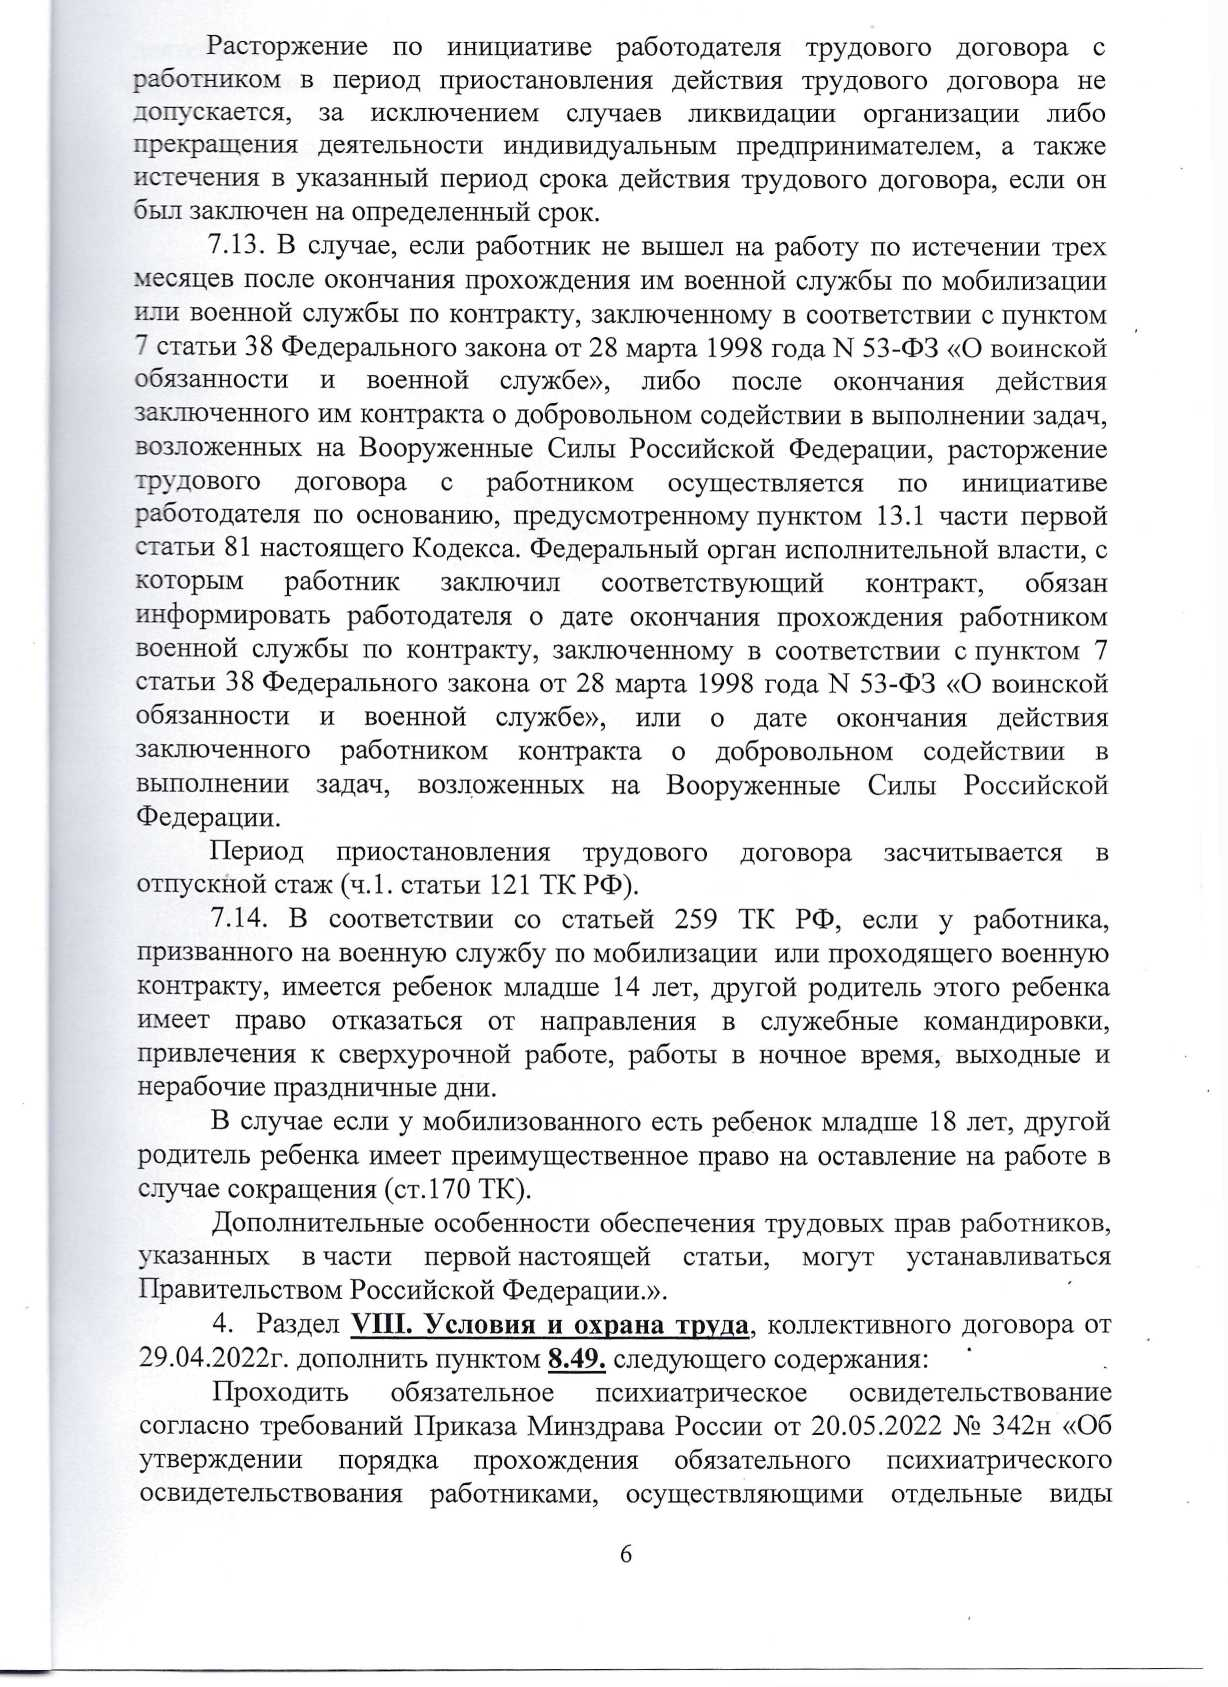 Расторжение по инициативе работодателя трудового договора с
работником в период приостановления действия трудового договора не
допускается, за исключением случаев ликвидации организации либо
прекращения деятельности индивидуальным предпринимателем, а также
истечения в указанный период срока действия трудового договора, если он
был заключен на определенный срок.
7.13. В случае, если работник не вышел на работу по истечении трех
месяцев после окончания прохождения им военной службы по мобилизации
или военной службы по контракту, заключенному в соответствии с пунктом
7 статьи 38 Федерального закона от 28 марта 1998 года N 53-ФЗ «О воинской
обязанности и военной службе», либо после окончания действия
заключенного им контракта о добровольном содействии в выполнении задач,
возложенных на Вооруженные Силы Российской Федерации, расторжение
трудового договора с работником осуществляется по инициативе
работодателя по основанию, предусмотренному пунктом 13.1 части первой
статьи 81 настоящего Кодекса. Федеральный орган исполнительной власти, с
которым работник заключил соответствующий контракт, обязан
информировать работодателя о дате окончания прохождения работником
военной службы по контракту, заключенному в соответствии с пунктом 7
статьи 38 Федерального закона от 28 марта 1998 года N 53-ФЗ «О воинской
обязанности и военной службе», или о дате окончания действия
заключенного работником контракта о добровольном содействии в
выполнении задач, возложенных на Вооруженные Силы Российской
Федерации.
Период приостановления трудового договора засчитывается в
отпускной стаж (ч.1. статьи 121 ТК РФ).
7.14. В соответствии со статьей 259 ТК РФ, если у работника,
призванного на военную службу по мобилизации или проходящего военную
контракту, имеется ребенок младше 14 лет, другой родитель этого ребенка
имеет право отказаться от направления в служебные командировки,
привлечения к сверхурочной работе, работы в ночное время, выходные и
нерабочие праздничные дни.
В случае если у мобилизованного есть ребенок младше 18 лет, другой
родитель ребенка имеет преимущественное право на оставление на работе в
случае сокращения (ст.170 ТК).
Дополнительные особенности обеспечения трудовых прав работников,
указанных в части первой настоящей статьи, могут устанавливаться
Правительством Российской Федерации.».
4. Раздел VIII. Условия и охрана труда, коллективного договора от
29.04.2022г. дополнить пунктом 8.49. следующего содержания:
Проходить обязательное психиатрическое освидетельствование
согласно требований Приказа Минздрава России от 20.05.2022 № 342н «Об
утверждении порядка прохождения обязательного психиатрического
освидетельствования работниками, осуществляющими отдельные виды
6